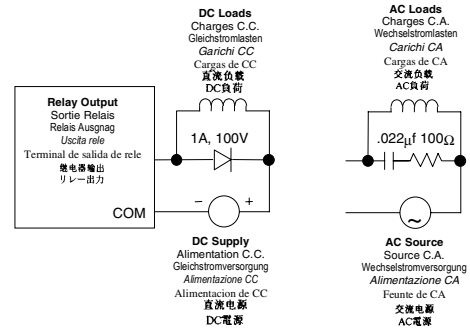 DC Loads
Charges C.C.
Gleichstromlasten
Garichi CC
Cargas de CC
直流负载
DC負荷
AC Loads
Charges C.A.
Wechselstromlasten
Carichi CA
Cargas de CA
交流负载
AC負荷
Relay Output
Sortie Relais
Relais Ausgnag
Uscita rele
Terminal de salida de rele
继电器输出
リレー出力
COM
1A, 100V
.022µf 100Ω
− +
~
DC Supply
Alimentation C.C.
Gleichstromversorgung
Alimentazione CC
Alimentacion de CC
直流电源
DC電源
AC Source
Source C.A.
Wechselstromversorgung
Alimentazione CA
Feunte de CA
交流电源
AC電源